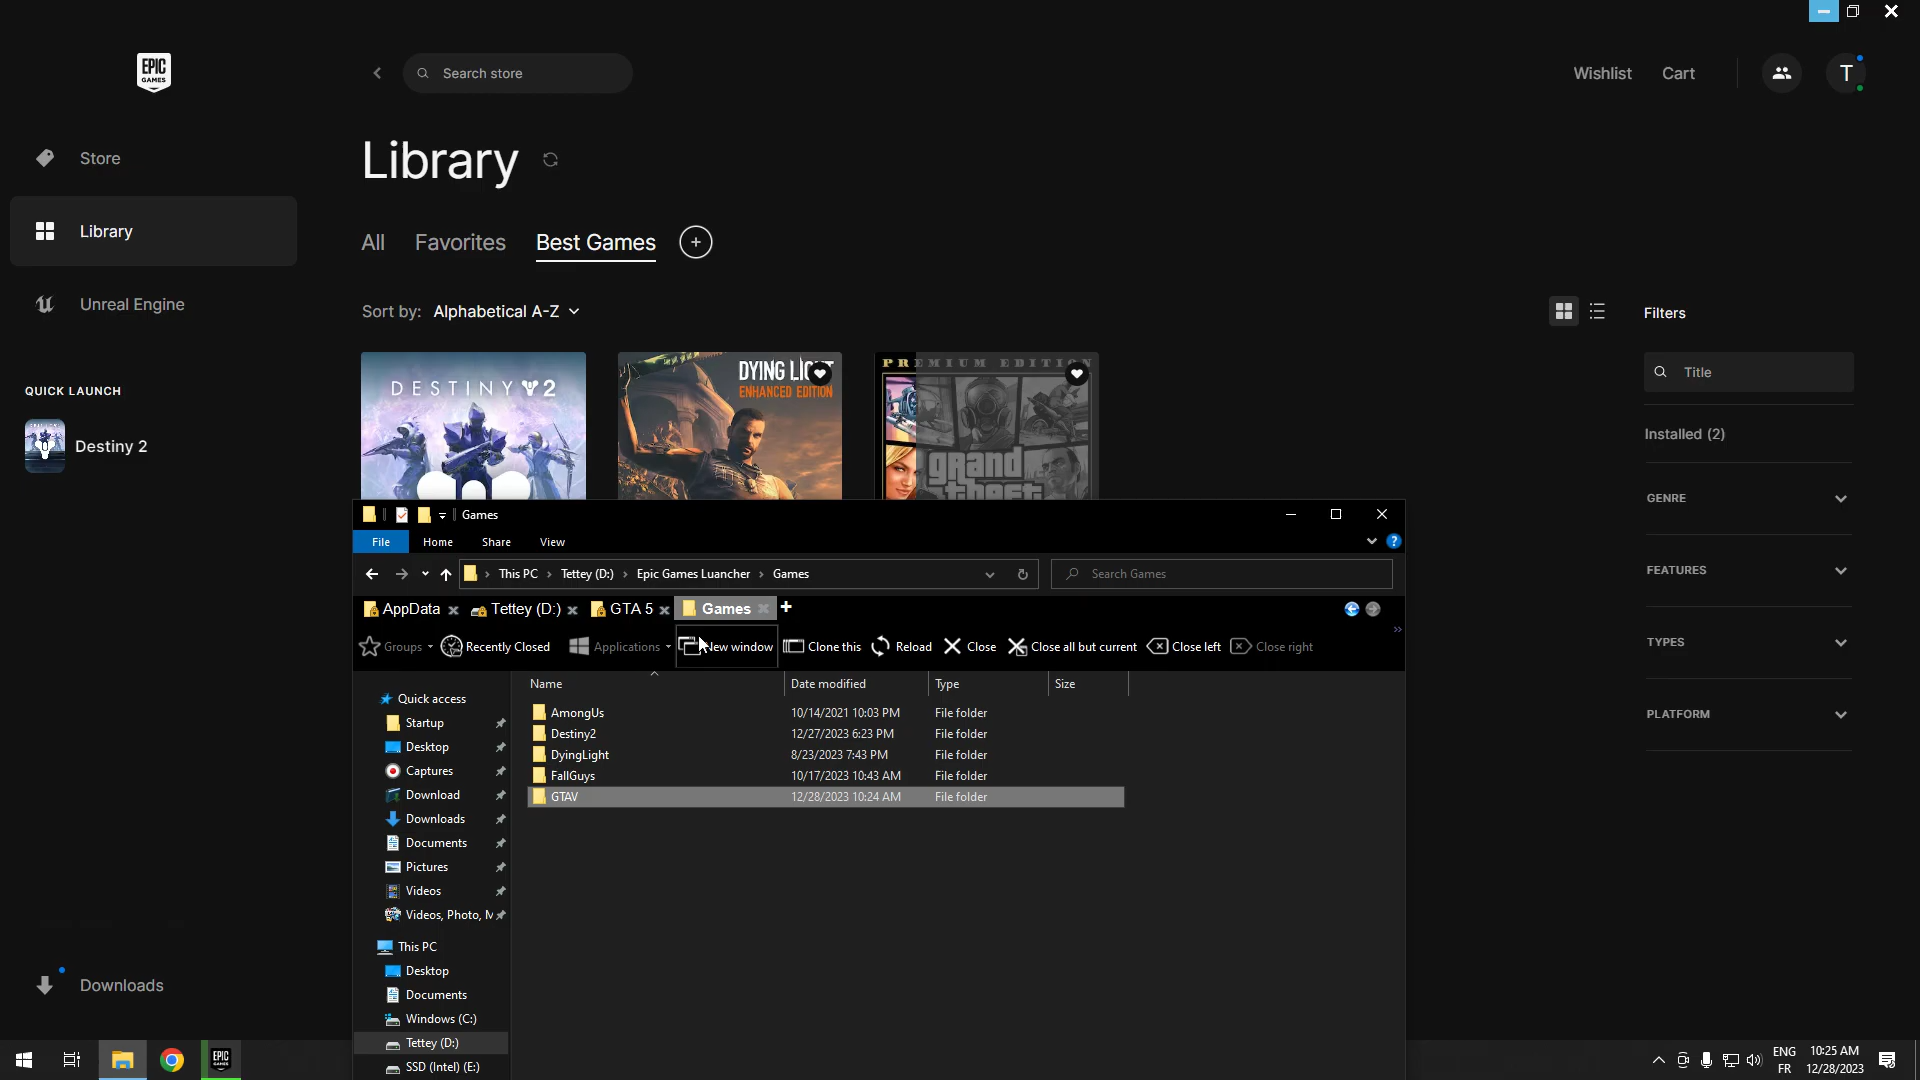 EPIC
GAMES
Search store
Wishlist
Cart
T
Store
Library
Unreal Engine
QUICK LAUNCH
Destiny 2
Downloads
Library
All
Favorites
Best Games
Sort by: Alphabetical A-Z
DESTINY 2
DYING LIGHT
ENHANCED EDITION
PREMIUM EDITION
grand
theft
Filters
Title
Installed (2)
GENRE
FEATURES
TYPES
PLATFORM
Games
File
Home
Share
View
This PC
Tettey (D:)
Epic Games Luancher
Games
Search Games
AppData
Tettey (D:)
GTA 5
Games
Groups
Recently Closed
Applications
New window
Clone this
Reload
Close
Close all but current
Close left
Close right
Name
Date modified
Type
Size
AmongUs 10/14/2021 10:03 PM File folder
Destiny2 12/27/2023 6:23 PM File folder
DyingLight 8/23/2023 7:43 PM File folder
FallGuys 10/17/2023 10:43 AM File folder
GTAV 12/28/2023 10:24 AM File folder
Quick access
Startup
Desktop
Captures
Download
Downloads
Documents
Pictures
Videos
Videos, Photo, M
This PC
Desktop
Documents
Windows (C:)
Tettey (D:)
SSD (Intel) (E:)
EPIC
GAMES
ENG
FR
10:25 AM
12/28/2023